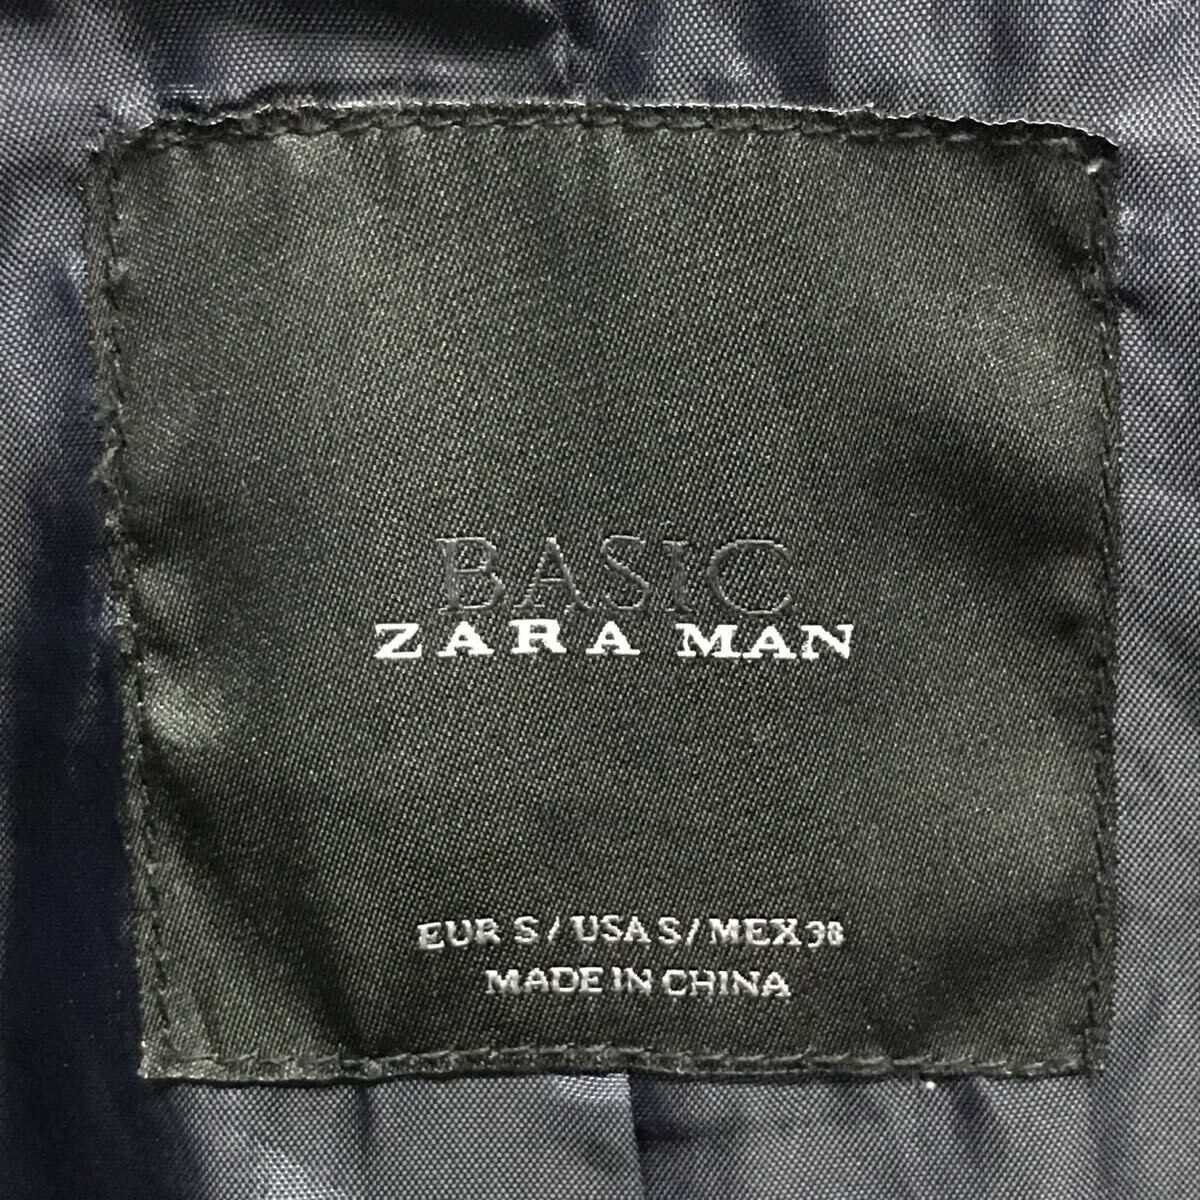 BASIC
ZARA MAN
EUR S / USA S / MEX 38
MADE IN CHINA